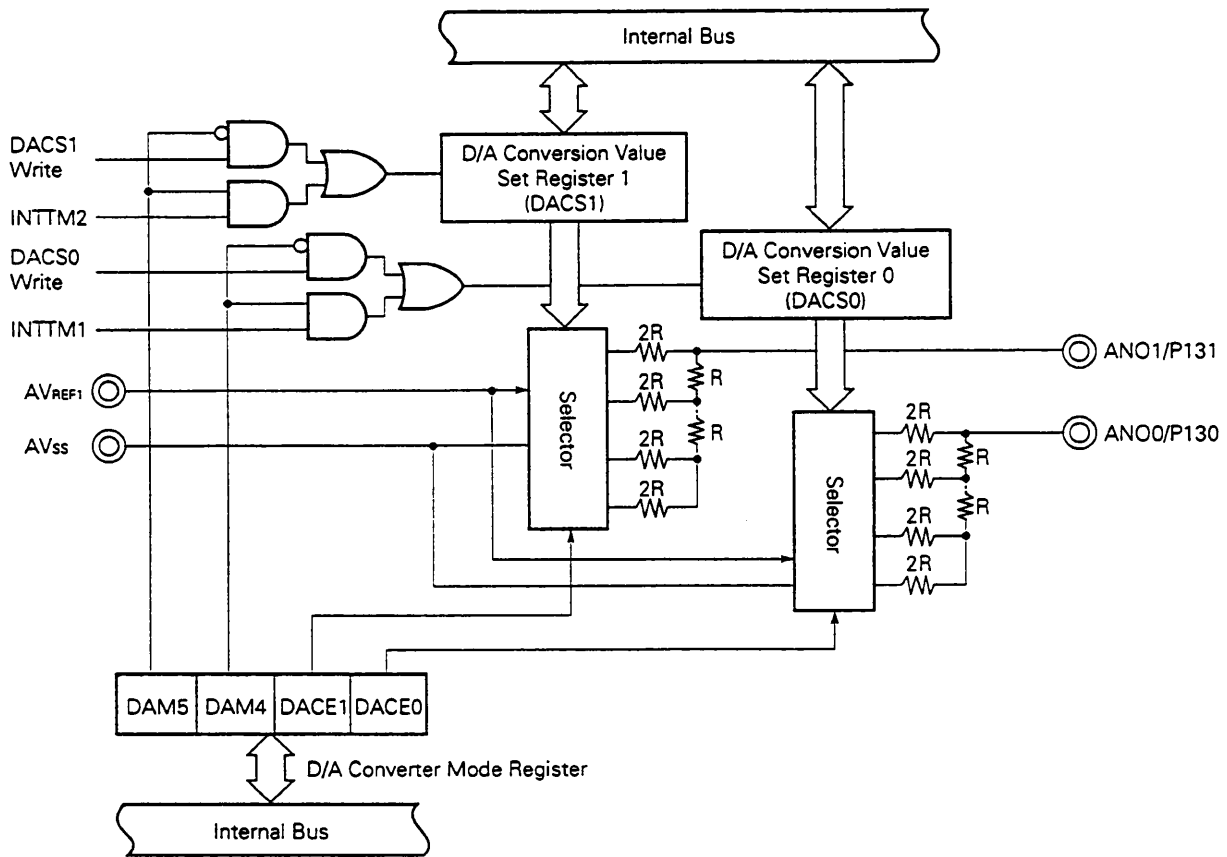 Internal Bus
DACS1
Write
INTTM2
DACS0
Write
INTTM1
D/A Conversion Value
Set Register 1
(DACS1)
D/A Conversion Value
Set Register 0
(DACS0)
AVREF1
AVSS
Selector
2R
R
2R
R
2R
2R
ANO1/P131
Selector
2R
R
2R
R
2R
2R
ANO0/P130
DAM5
DAM4
DACE1
DACE0
D/A Converter Mode Register
Internal Bus